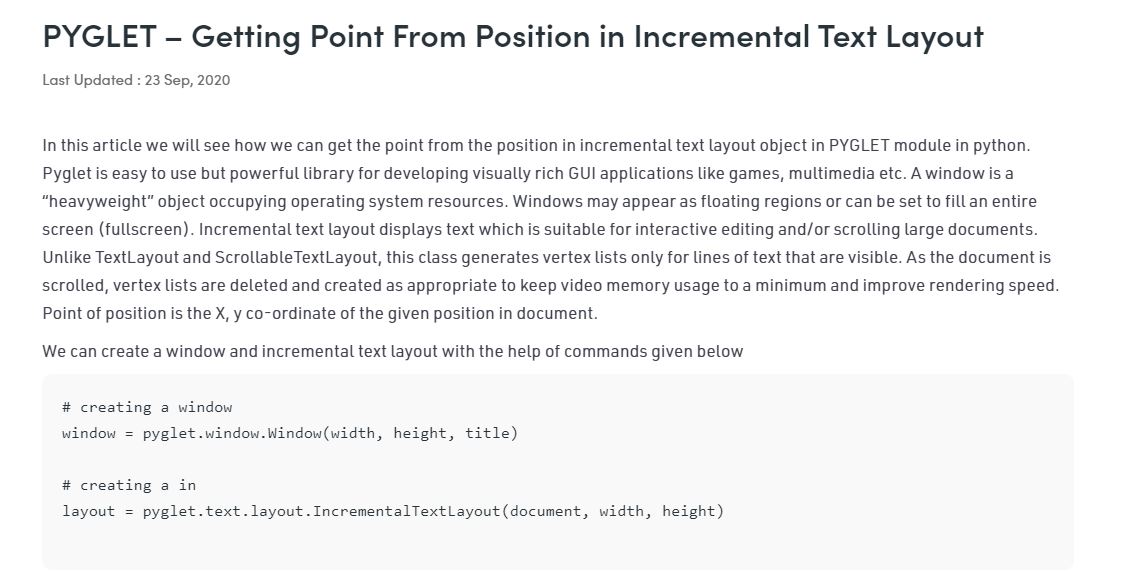 PYGLET – Getting Point From Position in Incremental Text Layout
Last Updated : 23 Sep, 2020
In this article we will see how we can get the point from the position in incremental text layout object in PYGLET module in python.
Pyglet is easy to use but powerful library for developing visually rich GUI applications like games, multimedia etc. A window is a
“heavyweight” object occupying operating system resources. Windows may appear as floating regions or can be set to fill an entire
screen (fullscreen). Incremental text layout displays text which is suitable for interactive editing and/or scrolling large documents.
Unlike TextLayout and ScrollableTextLayout, this class generates vertex lists only for lines of text that are visible. As the document is
scrolled, vertex lists are deleted and created as appropriate to keep video memory usage to a minimum and improve rendering speed.
Point of position is the X, y co-ordinate of the given position in document.
We can create a window and incremental text layout with the help of commands given below
# creating a window
window = pyglet.window.Window(width, height, title)
# creating a in
layout = pyglet.text.layout.IncrementalTextLayout(document, width, height)